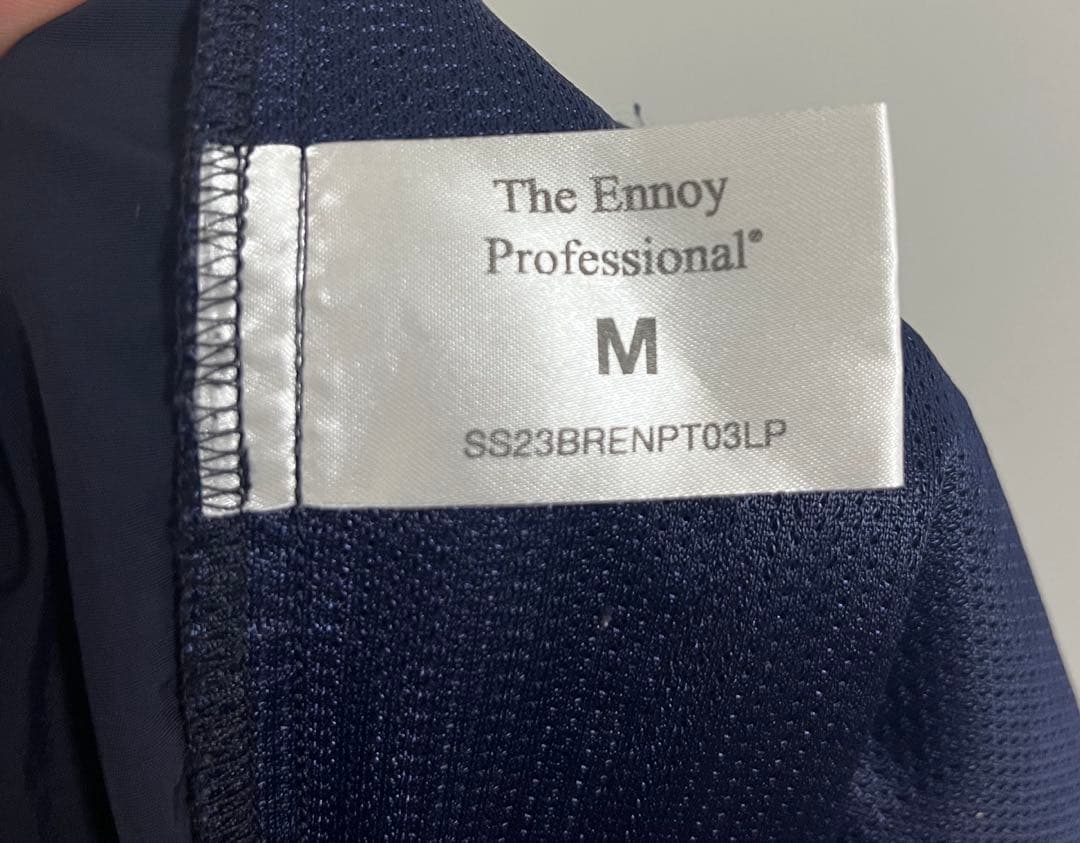 The Ennoy
Professional®
M
SS23BRENPT03LP